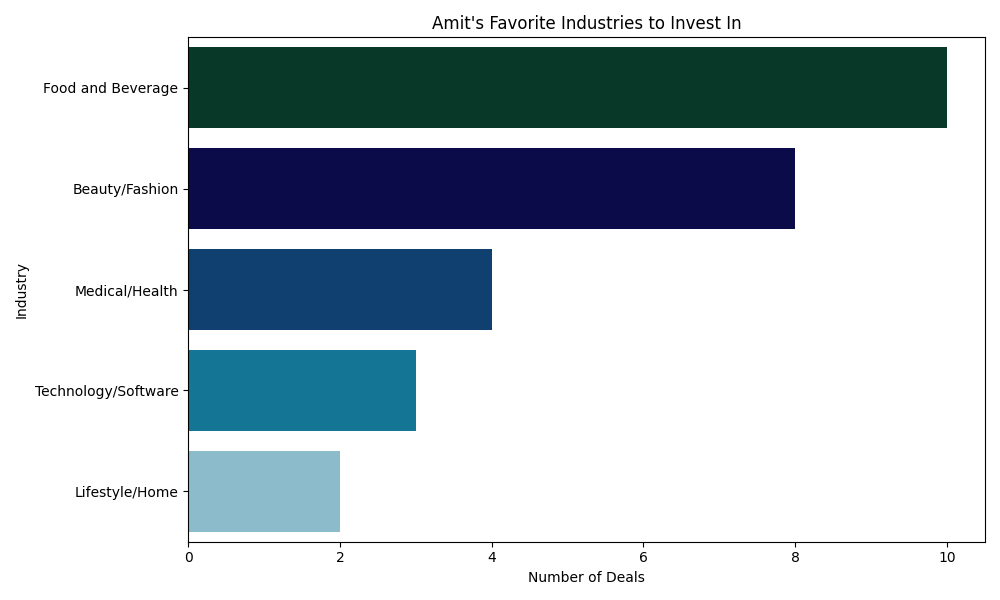 Amit's Favorite Industries to Invest In
Industry
Food and Beverage
Beauty/Fashion
Medical/Health
Technology/Software
Lifestyle/Home
0 2 4 6 8 10
Number of Deals